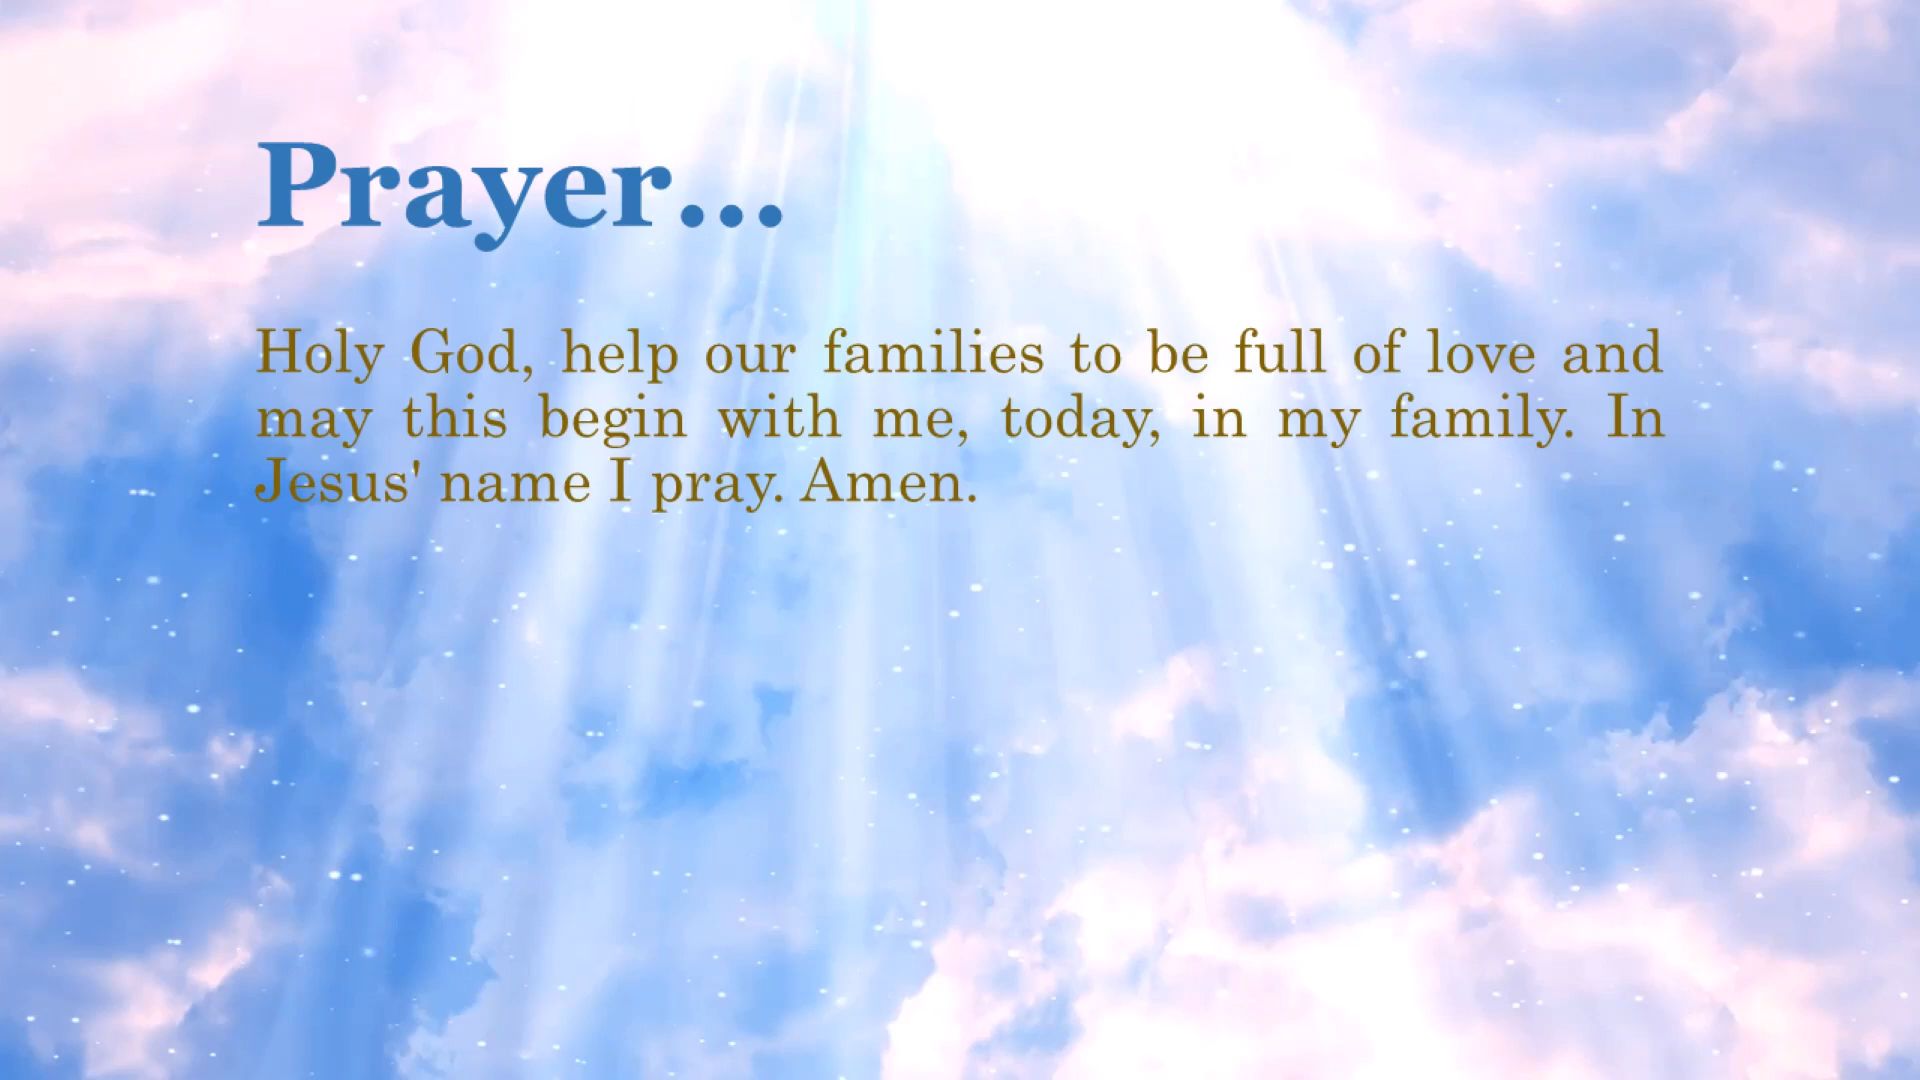 Prayer...
Holy God, help our families to be full of love and
may this begin with me, today, in my family. In
Jesus' name I pray. Amen.